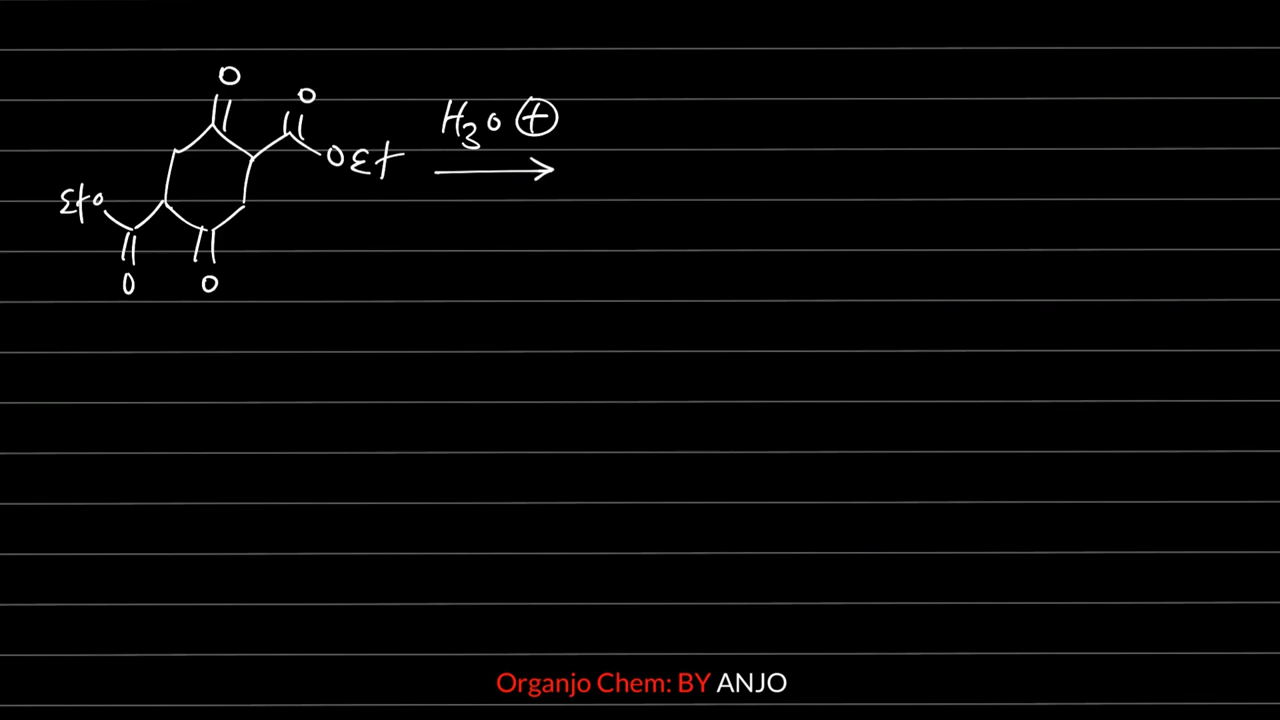 O
O
H3O⊕
OEt
EtO
O O
Organjo Chem: BY ANJO